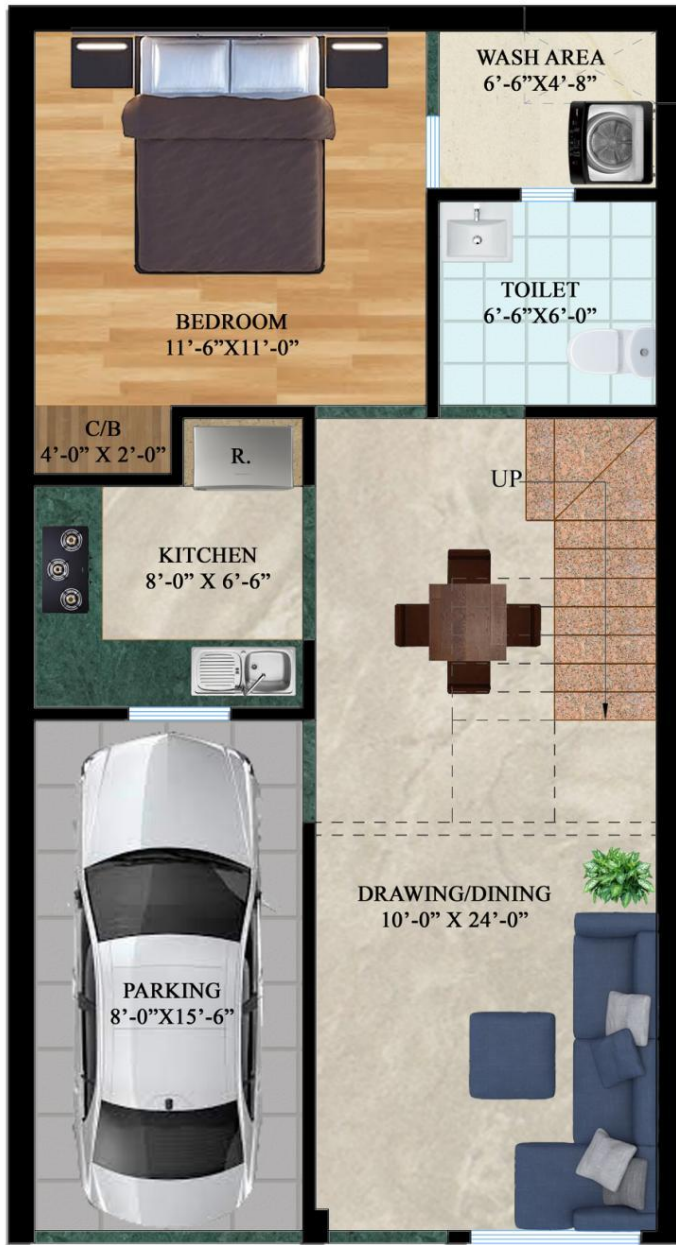 WASH AREA
6’-6”X4’-8”
TOILET
6’-6”X6’-0”
BEDROOM
11’-6”X11’-0”
C/B
4’-0” X 2’-0”
R.
UP
KITCHEN
8’-0” X 6’-6”
DRAWING/DINING
10’-0” X 24’-0”
PARKING
8’-0”X15’-6”